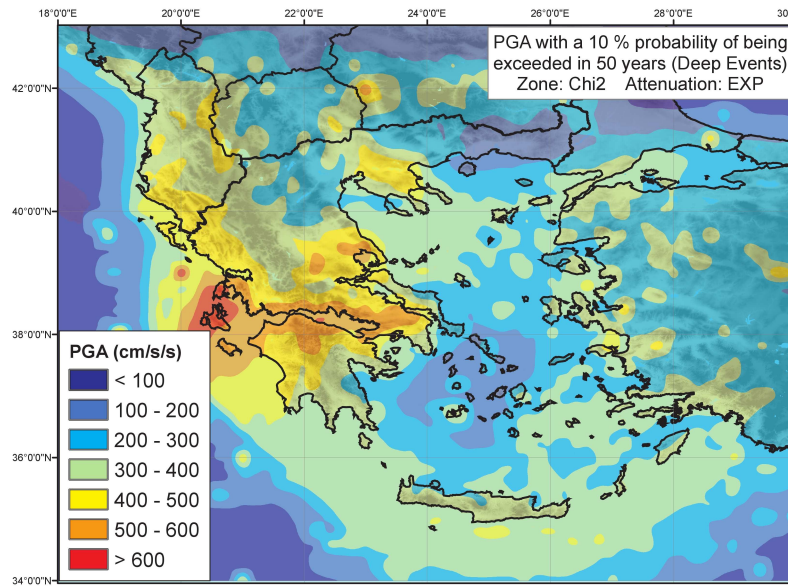 18°0'0"E 20°0'0"E 22°0'0"E 24°0'0"E 26°0'0"E 28°0'0"E 30
PGA with a 10 % probability of being
exceeded in 50 years (Deep Events)
Zone: Chi2 Attenuation: EXP
42°0'0"N
40°0'0"N
38°0'0"N
36°0'0"N
34°0'0"N
PGA (cm/s/s)
< 100
100 - 200
200 - 300
300 - 400
400 - 500
500 - 600
> 600